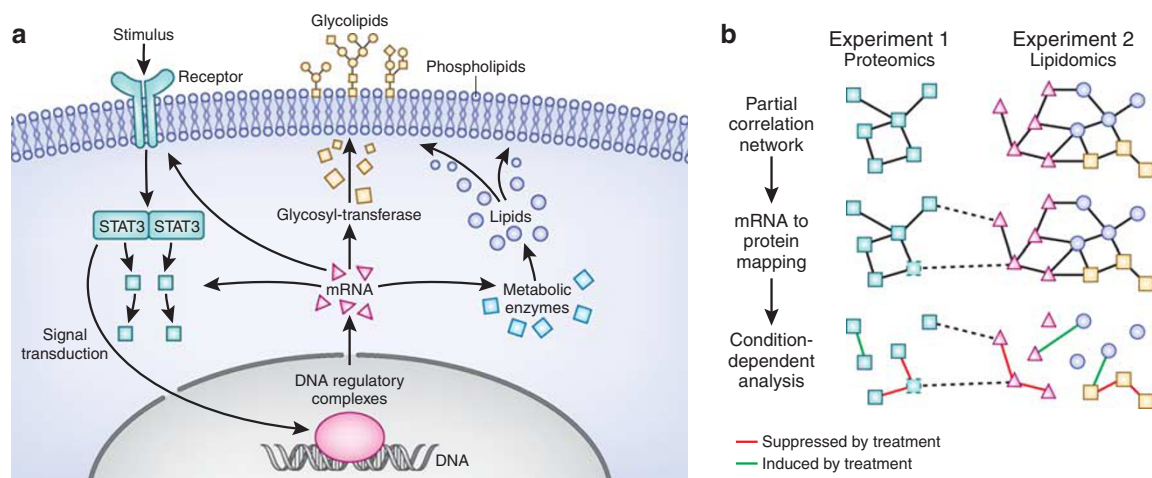 a
Stimulus
Receptor
Glycolipids
Phospholipids
STAT3 STAT3
Glycosyl-transferase
Lipids
mRNA
Metabolic
enzymes
Signal
transduction
DNA regulatory
complexes
DNA
b
Experiment 1
Proteomics
Experiment 2
Lipidomics
Partial
correlation
network
mRNA to
protein
mapping
Condition-
dependent
analysis
Suppressed by treatment
Induced by treatment